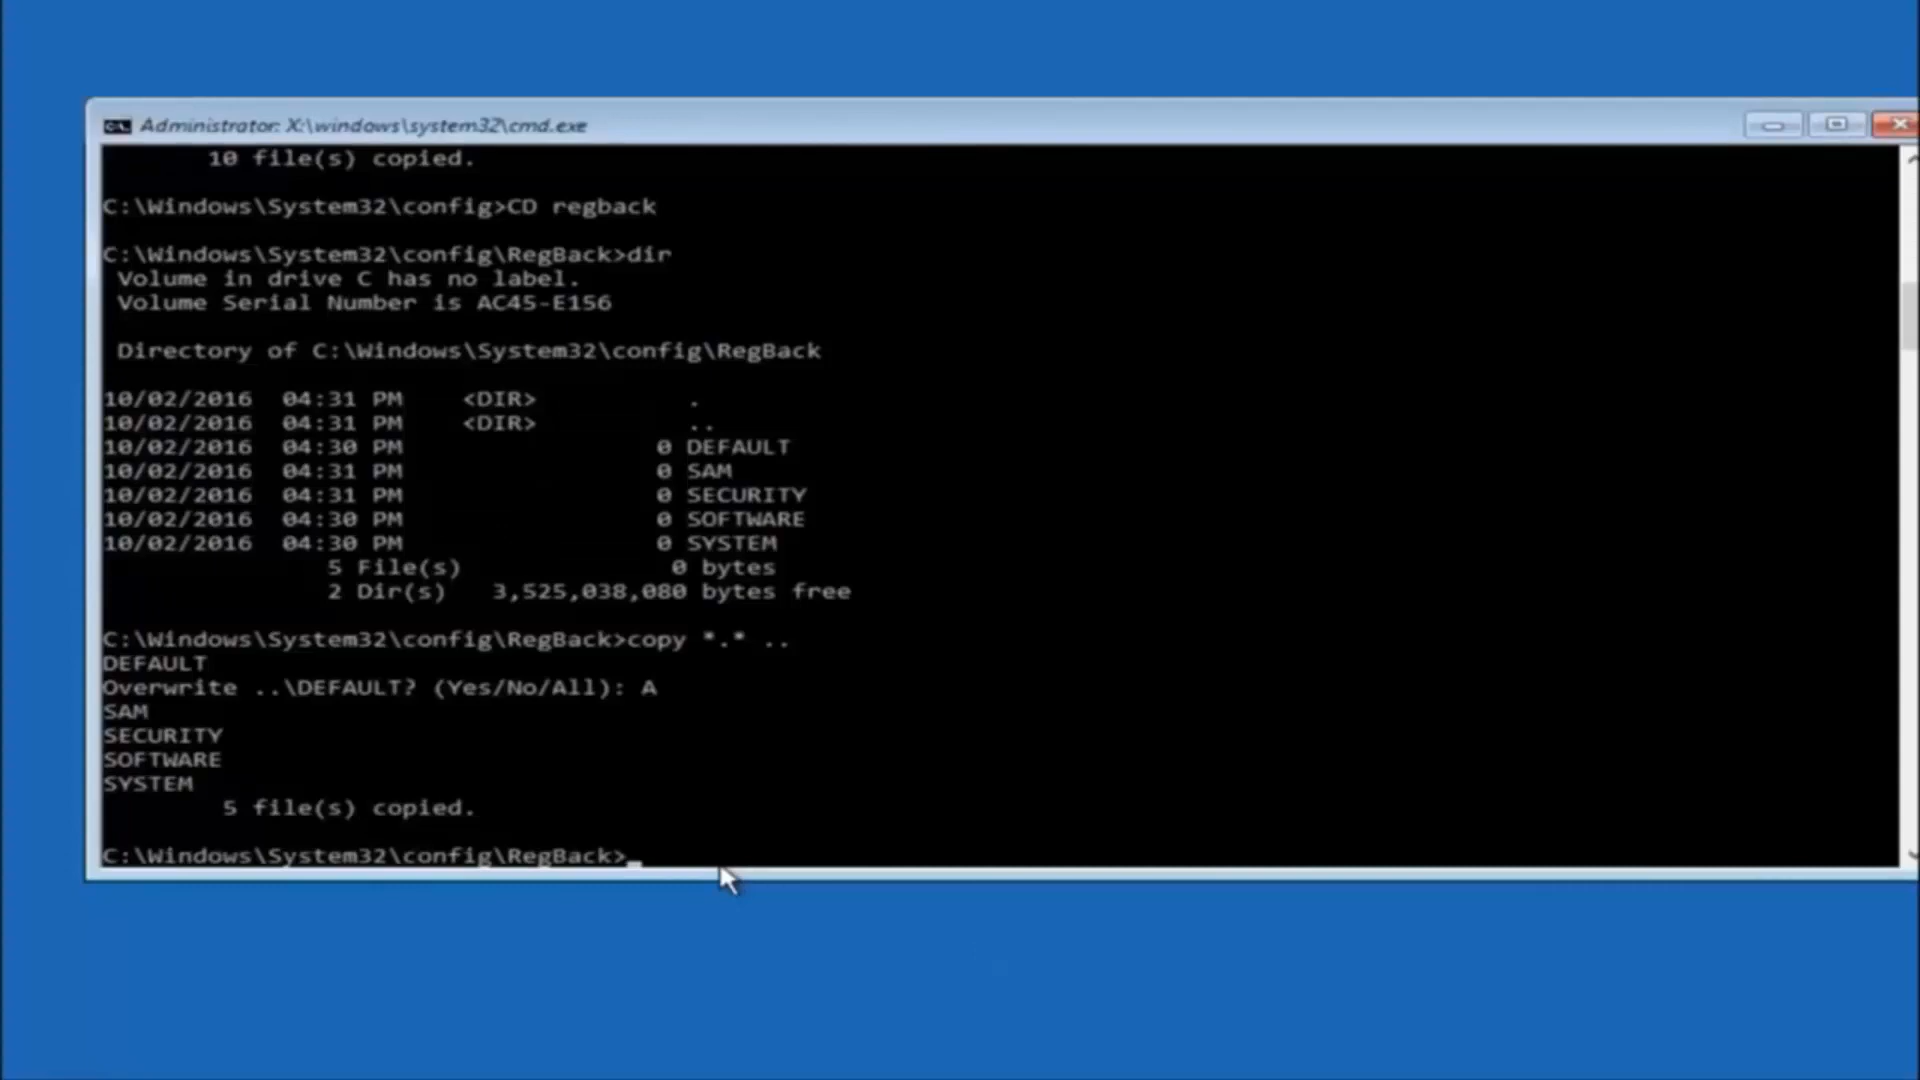 Administrator: X:\windows\system32\cmd.exe
10 file(s) copied.
C:\Windows\System32\config>CD regback
C:\Windows\System32\config\RegBack>dir
Volume in drive C has no label.
Volume Serial Number is AC45-E156
Directory of C:\Windows\System32\config\RegBack
10/02/2016  04:31 PM    <DIR>          .
10/02/2016  04:31 PM    <DIR>          ..
10/02/2016  04:30 PM                 0 DEFAULT
10/02/2016  04:31 PM                 0 SAM
10/02/2016  04:31 PM                 0 SECURITY
10/02/2016  04:30 PM                 0 SOFTWARE
10/02/2016  04:30 PM                 0 SYSTEM
5 File(s)              0 bytes
2 Dir(s)   3,525,038,080 bytes free
C:\Windows\System32\config\RegBack>copy *.* ..
DEFAULT
Overwrite ..\DEFAULT? (Yes/No/All): A
SAM
SECURITY
SOFTWARE
SYSTEM
5 file(s) copied.
C:\Windows\System32\config\RegBack>_